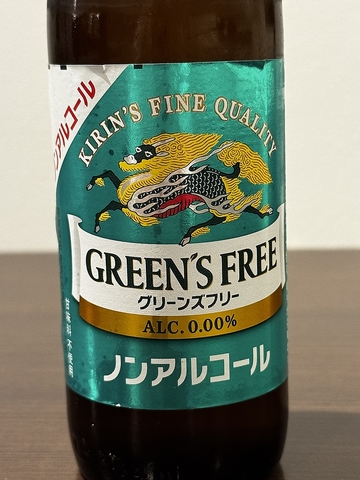 ノンアルコール
KIRIN'S FINE QUALITY
GREEN'S FREE
グリーンズフリー
ALC. 0.00%
ノンアルコール
甘味料 不使用